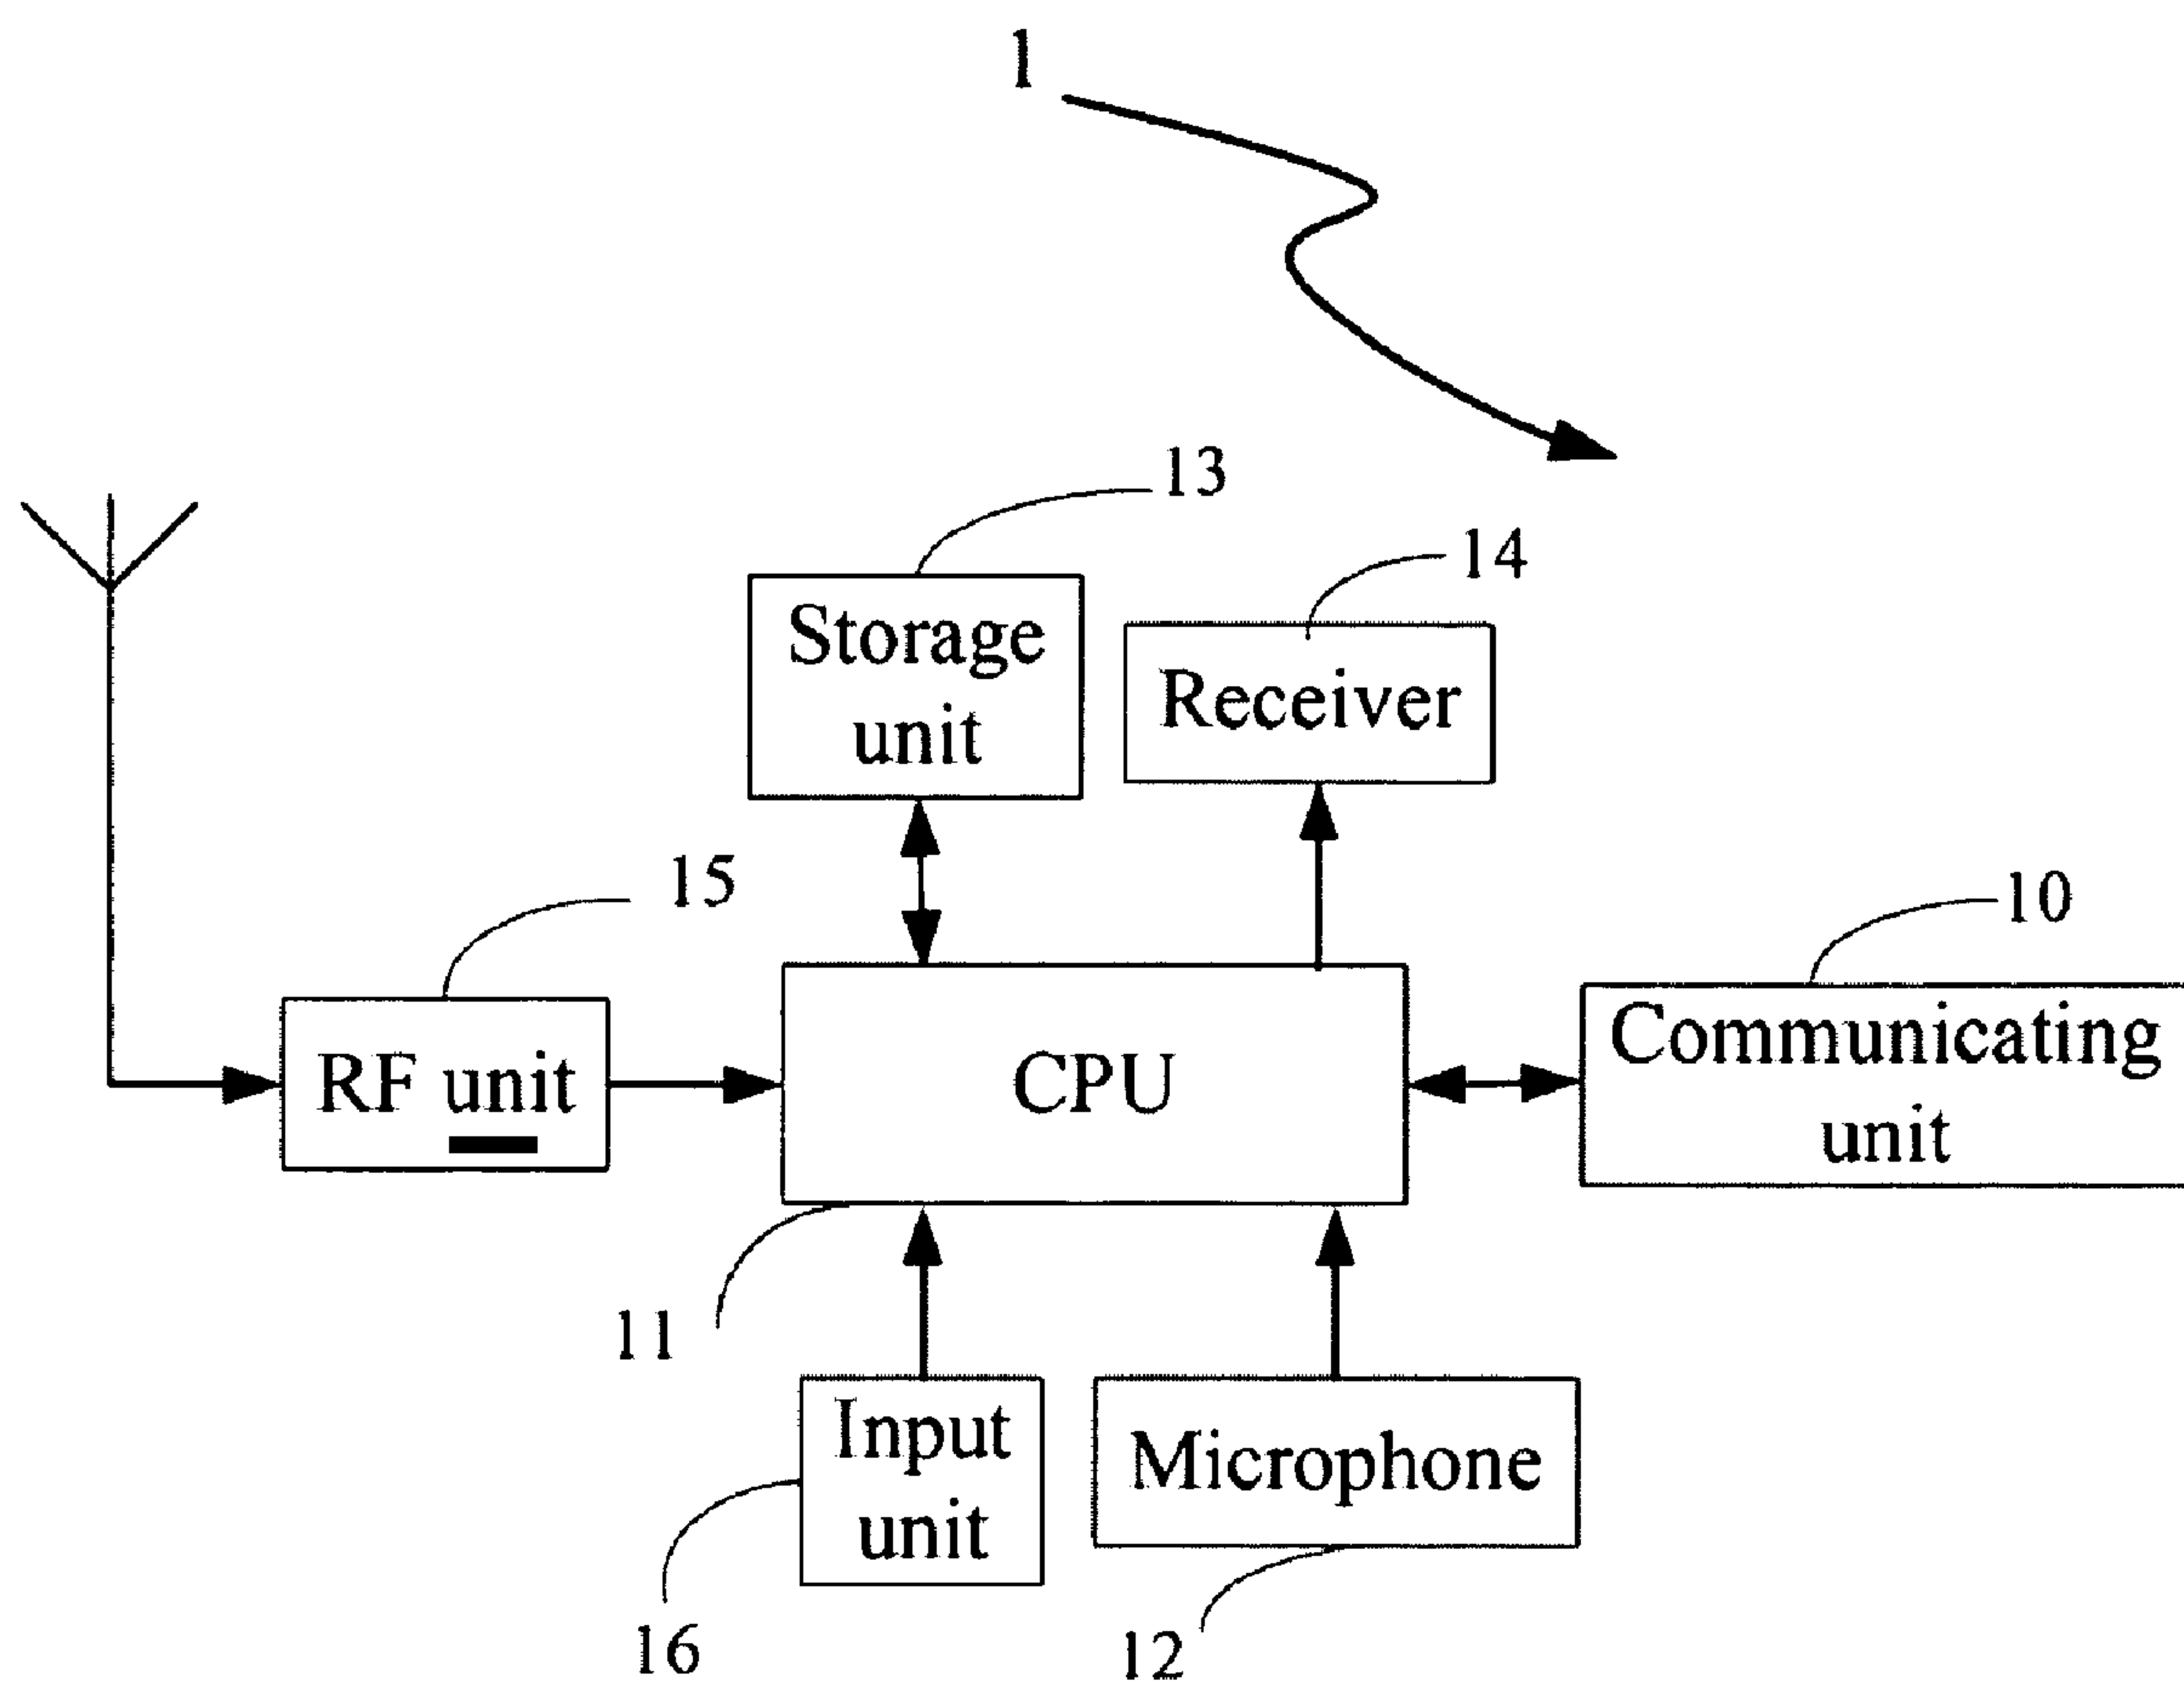 1
13
14
Storage
unit
Receiver
15
10
RF unit
CPU
Communicating
unit
11
Input
unit
Microphone
16
12